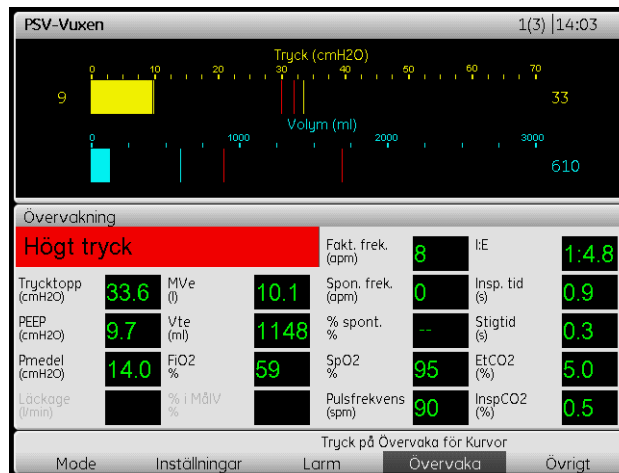 PSV-Vuxen 1(3) 14:03
Tryck (cmH2O)
0 10 20 30 40 50 60 70
9 33
Volym (ml)
0 1000 2000 3000
610
Övervakning
Högt tryck
Fakt. frek. (apm) 8 I:E 1:4.8
Trycktopp (cmH2O) 33.6 MVe (l) 10.1 Spon. frek. (apm) 0 Insp. tid (s) 0.9
PEEP (cmH2O) 9.7 Vte (ml) 1148 % spont. % -- Stigtid (s) 0.3
Pmedel (cmH2O) 14.0 FiO2 % 59 SpO2 % 95 EtCO2 (%) 5.0
Läckage (l/min) % i MålV % Pulsfrekvens (spm) 90 InspCO2 (%) 0.5
Tryck på Övervaka för Kurvor
Mode Inställningar Larm Övervaka Övrigt